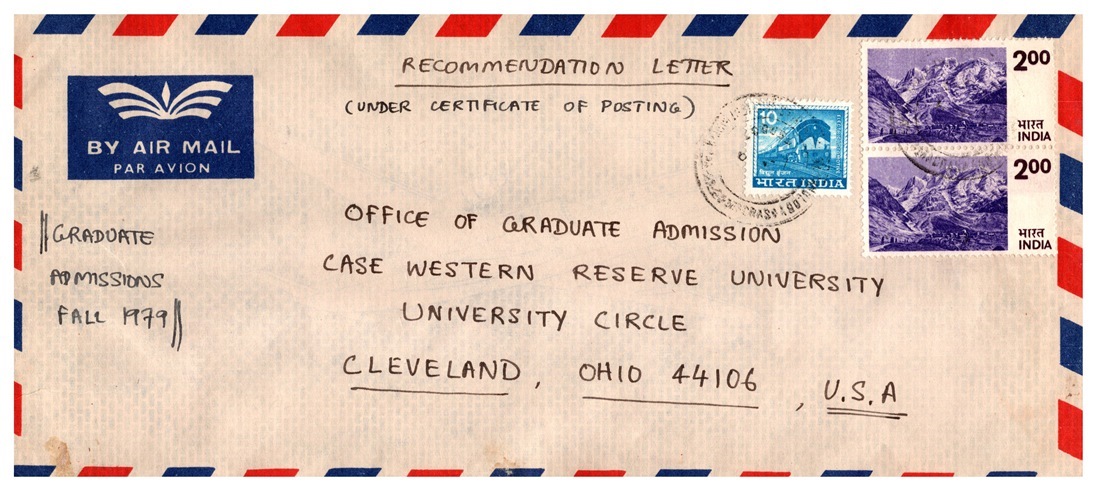 RECOMMENDATION LETTER
(UNDER CERTIFICATE OF POSTING)
BY AIR MAIL
PAR AVION
10
विद्युत इंजन
भारत INDIA
2.00
भारत
INDIA
2.00
भारत
INDIA
GRADUATE
ADMISSIONS
FALL 1979
OFFICE OF GRADUATE ADMISSION
CASE WESTERN RESERVE UNIVERSITY
UNIVERSITY CIRCLE
CLEVELAND, OHIO 44106, U.S.A